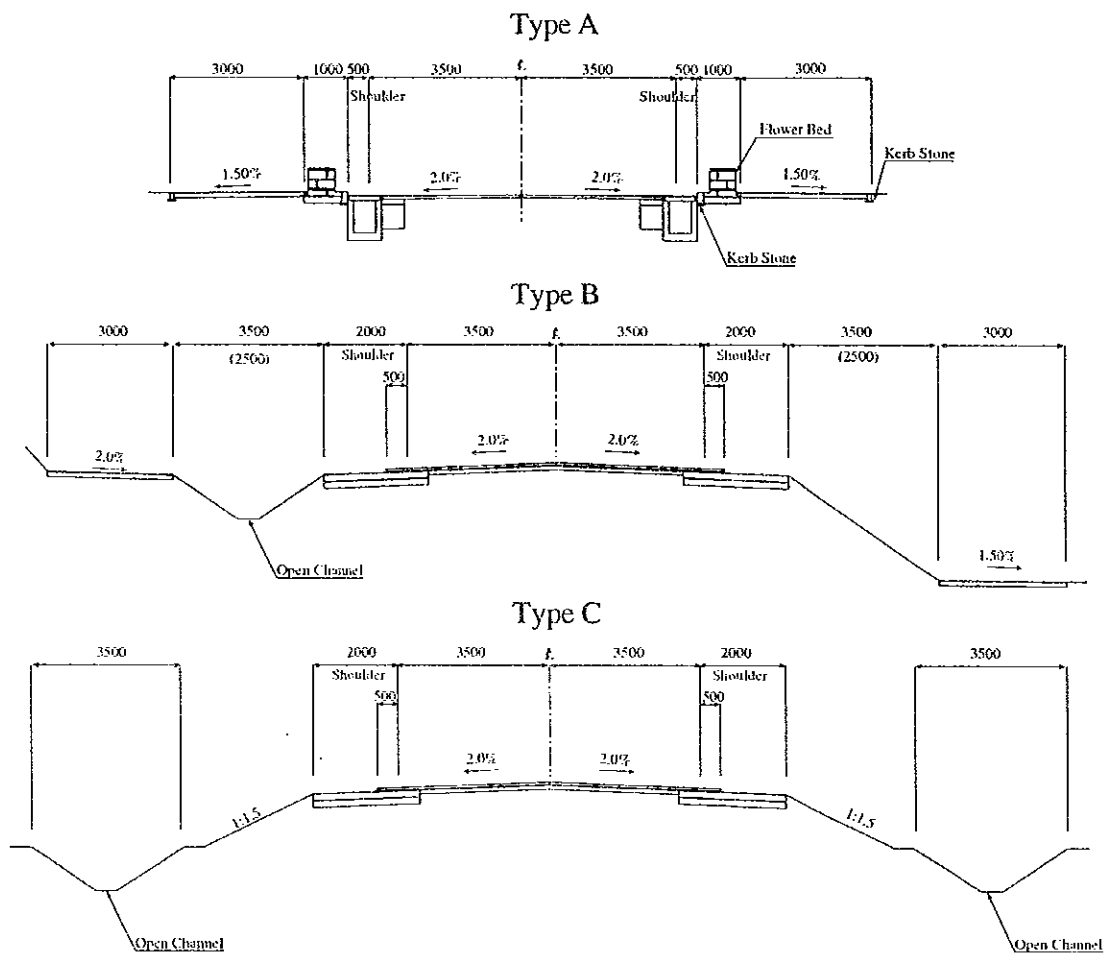 Type A
3000 1000 500 3500 ℄ 3500 500 1000 3000
Shoulder Shoulder
Flower Bed
Kerb Stone
1.50% 2.0% 2.0% 1.50%
Kerb Stone
Type B
3000 3500 2000 3500 ℄ 3500 2000 3500 3000
(2500) Shoulder Shoulder (2500)
500 500
2.0% 2.0% 2.0%
Open Channel
1.50%
Type C
3500 2000 3500 ℄ 3500 2000 3500
Shoulder Shoulder
500 500
2.0% 2.0%
1:1.5 1:1.5
Open Channel Open Channel